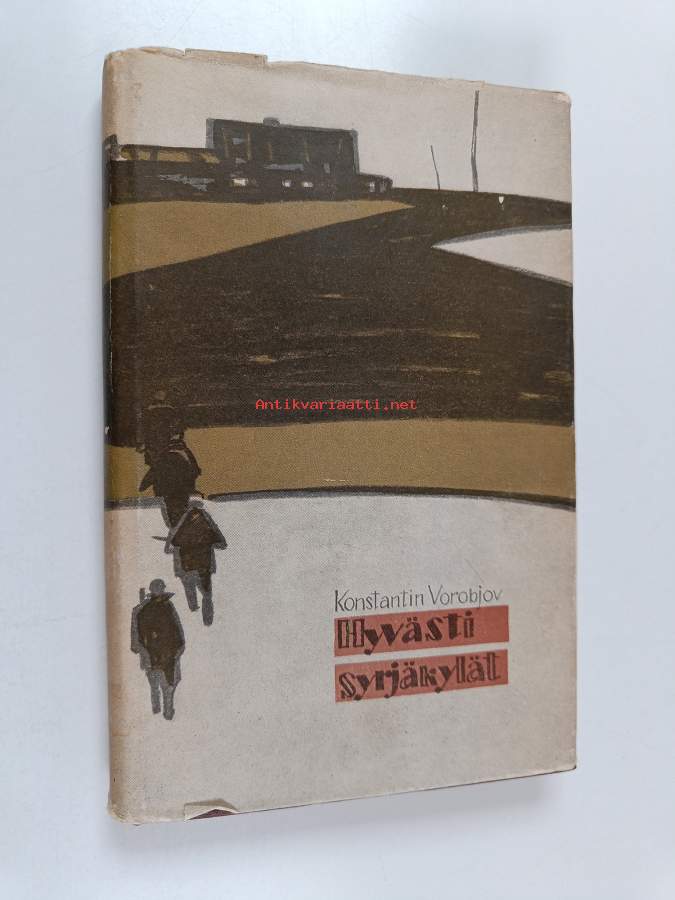 Antikvariaatti.net
Konstantin Vorobjov
Hyvästi
syrjäkylät